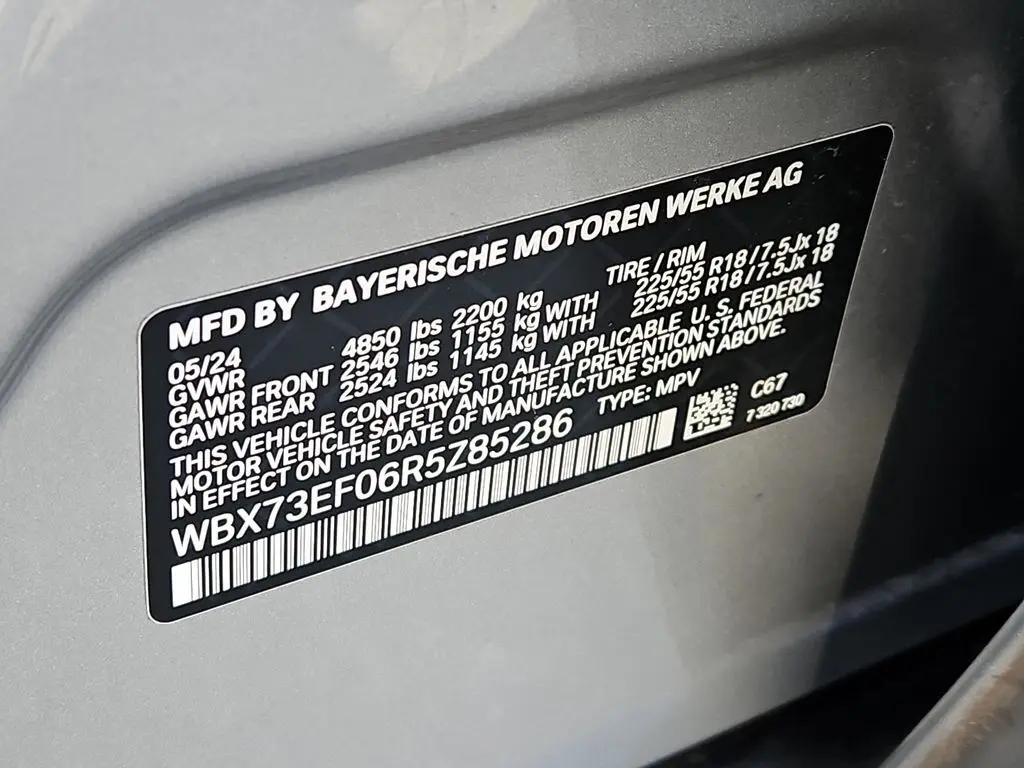 MFD BY BAYERISCHE MOTOREN WERKE AG
05/24
TIRE / RIM
GVWR 4850 lbs 2200 kg
GAWR FRONT 2546 lbs 1155 kg WITH 225/55 R18 / 7.5Jx 18
GAWR REAR 2524 lbs 1145 kg WITH 225/55 R18 / 7.5Jx 18
THIS VEHICLE CONFORMS TO ALL APPLICABLE U. S. FEDERAL
MOTOR VEHICLE SAFETY AND THEFT PREVENTION STANDARDS
IN EFFECT ON THE DATE OF MANUFACTURE SHOWN ABOVE.
WBX73EF06R5Z85286 TYPE: MPV
C67
7 320 730